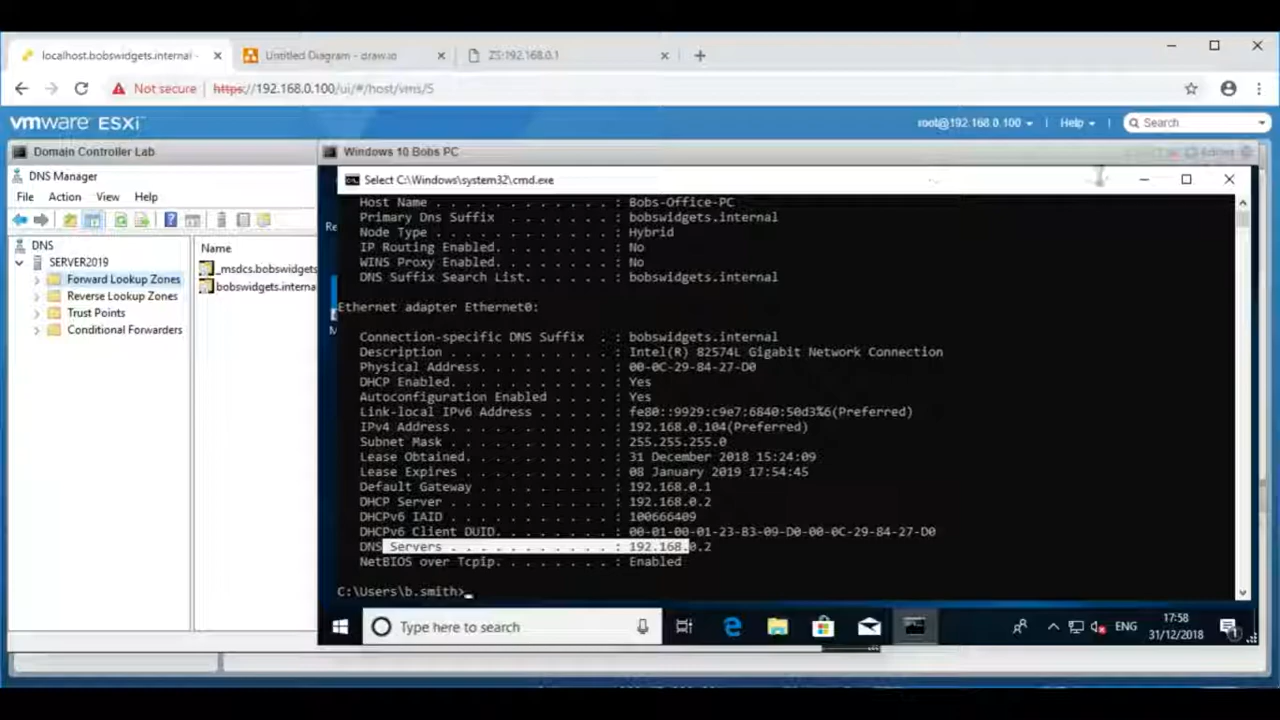 localhost.bobswidgets.internal -
Untitled Diagram - draw.io
ZS:192.168.0.1
Not secure
https://192.168.0.100/ui/#/host/vms/5
vmware ESXi
root@192.168.0.100
Help
Search
Domain Controller Lab
Windows 10 Bobs PC
DNS Manager
File Action View Help
DNS
SERVER2019
Forward Lookup Zones
Reverse Lookup Zones
Trust Points
Conditional Forwarders
Name
_msdcs.bobswidgets
bobswidgets.interna
Select C:\Windows\system32\cmd.exe
Host Name . . . . . . . . . . . . : Bobs-Office-PC
Primary Dns Suffix . . . . . . . : bobswidgets.internal
Node Type . . . . . . . . . . . . : Hybrid
IP Routing Enabled. . . . . . . . : No
WINS Proxy Enabled. . . . . . . . : No
DNS Suffix Search List. . . . . . : bobswidgets.internal
Ethernet adapter Ethernet0:
Connection-specific DNS Suffix . : bobswidgets.internal
Description . . . . . . . . . . . : Intel(R) 82574L Gigabit Network Connection
Physical Address. . . . . . . . . : 00-0C-29-84-27-D0
DHCP Enabled. . . . . . . . . . . : Yes
Autoconfiguration Enabled . . . . : Yes
Link-local IPv6 Address . . . . . : fe80::9929:c9e7:6840:50d3%6(Preferred)
IPv4 Address. . . . . . . . . . . : 192.168.0.104(Preferred)
Subnet Mask . . . . . . . . . . . : 255.255.255.0
Lease Obtained. . . . . . . . . . : 31 December 2018 15:24:09
Lease Expires . . . . . . . . . . : 08 January 2019 17:54:45
Default Gateway . . . . . . . . . : 192.168.0.1
DHCP Server . . . . . . . . . . . : 192.168.0.2
DHCPv6 IAID . . . . . . . . . . . : 100666409
DHCPv6 Client DUID. . . . . . . . : 00-01-00-01-23-83-09-D0-00-0C-29-84-27-D0
DNS Servers . . . . . . . . . . . : 192.168.0.2
NetBIOS over Tcpip. . . . . . . . : Enabled
C:\Users\b.smith>
Type here to search
ENG
17:58
31/12/2018